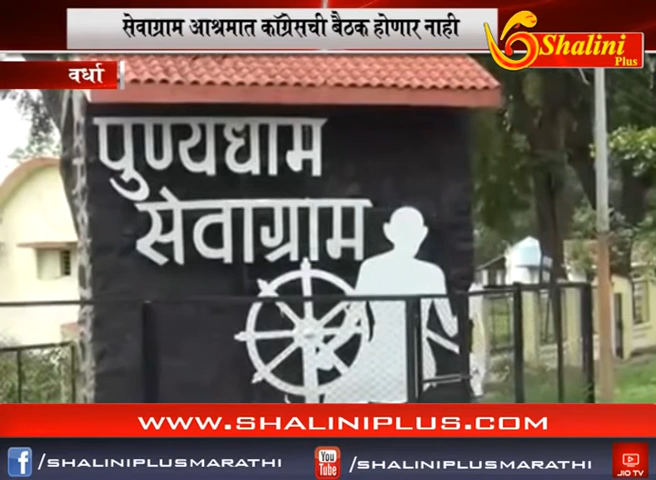 सेवाग्राम आश्रमात कॉंग्रेसची बैठक होणार नाही
Shalini
Plus
वर्धा
पुण्यधाम
सेवाग्राम
WWW.SHALINIPLUS.COM
/SHALINIPLUSMARATHI
You Tube
/SHALINIPLUSMARATHI
JIO TV